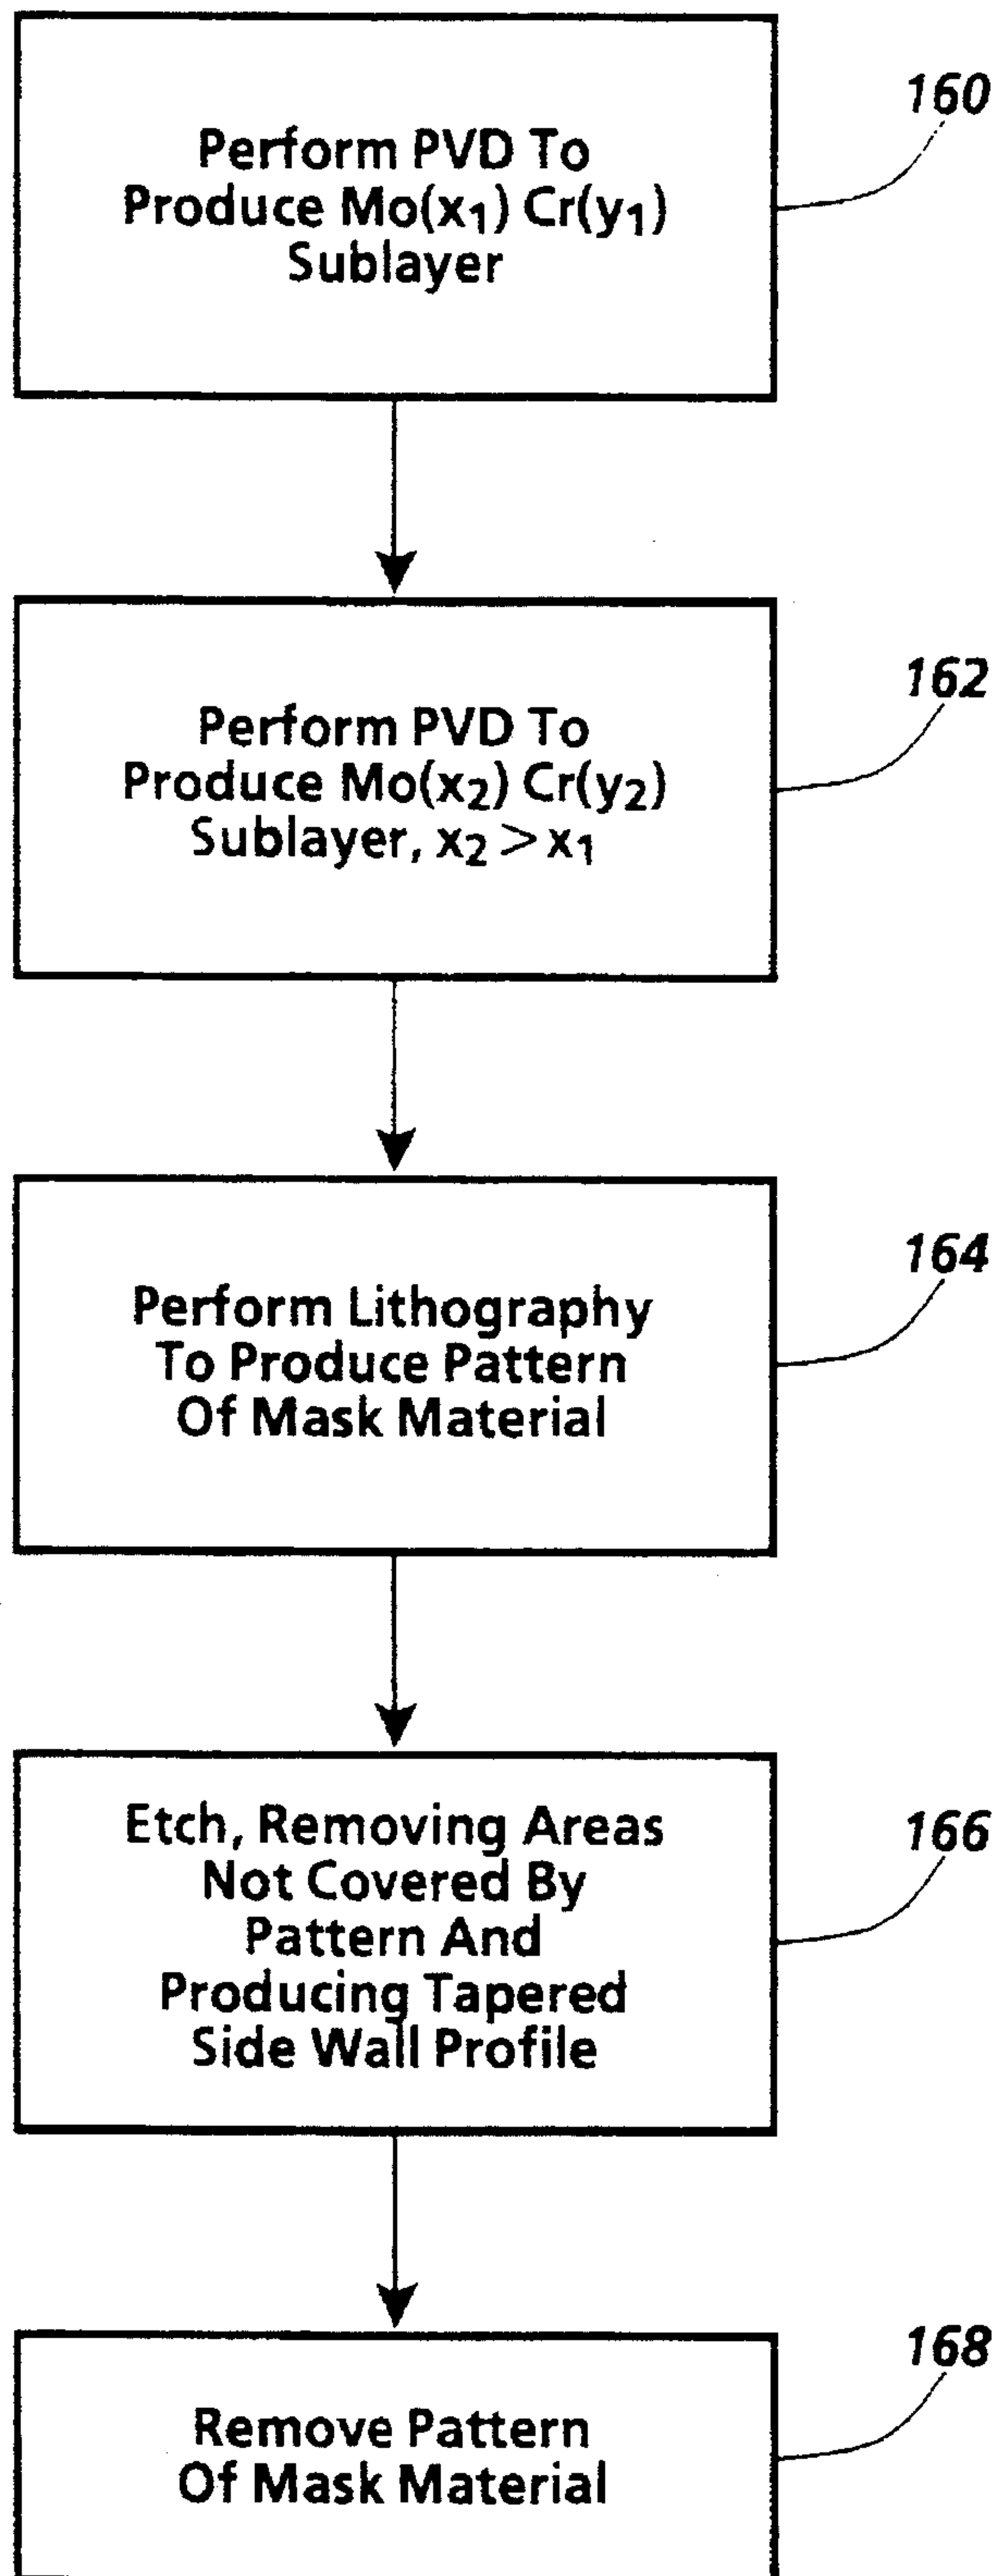 160
Perform PVD To
Produce Mo(x₁) Cr(y₁)
Sublayer
162
Perform PVD To
Produce Mo(x₂) Cr(y₂)
Sublayer, x₂ > x₁
164
Perform Lithography
To Produce Pattern
Of Mask Material
166
Etch, Removing Areas
Not Covered By
Pattern And
Producing Tapered
Side Wall Profile
168
Remove Pattern
Of Mask Material